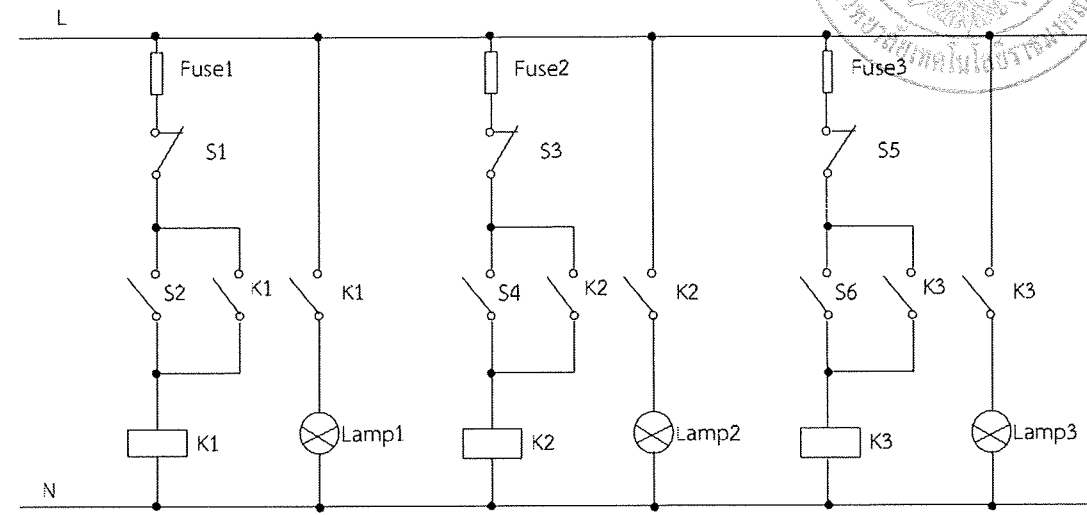 L
Fuse1
Fuse2
Fuse3
S1
S3
S5
S2
K1
K1
S4
K2
K2
S6
K3
K3
K1
Lamp1
K2
Lamp2
K3
Lamp3
N